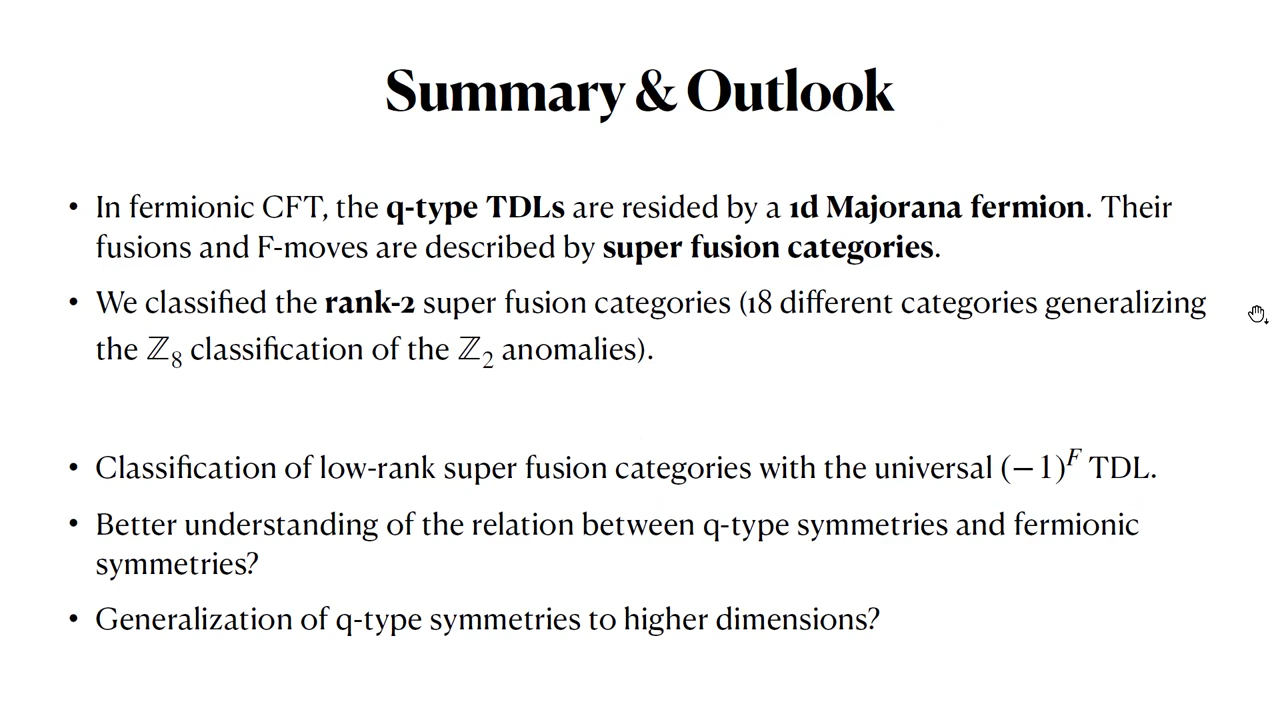 Summary & Outlook
• In fermionic CFT, the q-type TDLs are resided by a 1d Majorana fermion. Their
fusions and F-moves are described by super fusion categories.
• We classified the rank-2 super fusion categories (18 different categories generalizing
the ℤ₈ classification of the ℤ₂ anomalies).
• Classification of low-rank super fusion categories with the universal (−1)^F TDL.
• Better understanding of the relation between q-type symmetries and fermionic
symmetries?
• Generalization of q-type symmetries to higher dimensions?